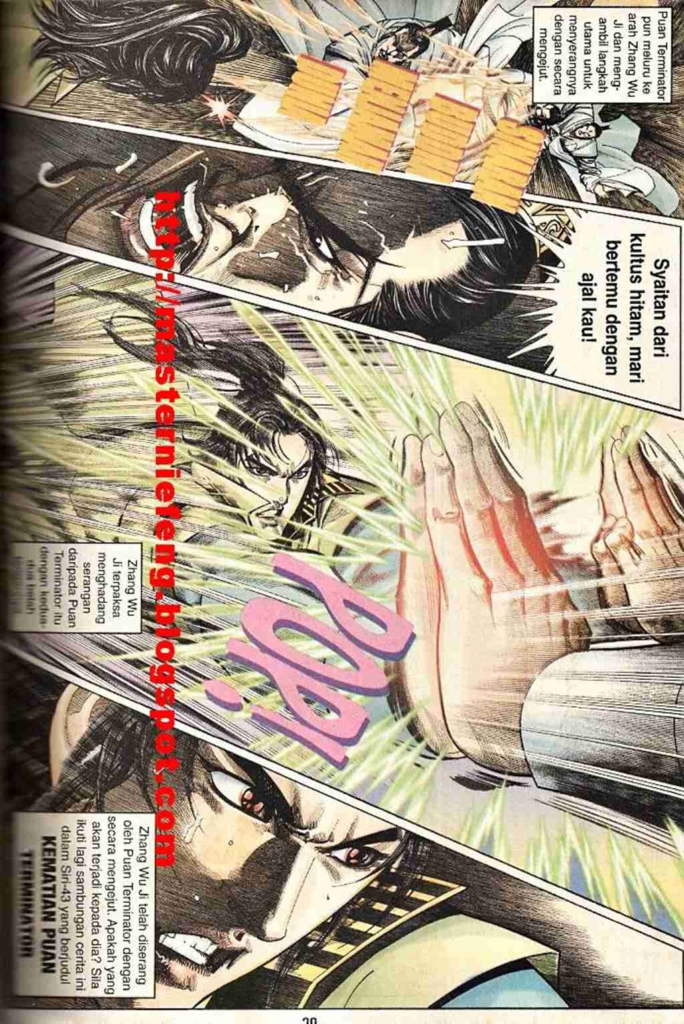 Puan Terminator
pun meluru ke
arah Zhang Wu
Ji dan meng-
ambil langkah
utama untuk
menyerangnya
dengan secara
mengejut.
Syaitan dari
kultus hitam, mari
bertemu dengan
ajal kau!
Zhang Wu
Ji terpaksa
menghadang
serangan
daripada Puan
Terminator itu
dengan kedua-
dua belah
POP!
Zhang Wu Ji telah diserang
oleh Puan Terminator dengan
secara mengejut. Apakah yang
akan terjadi kepada dia? Sila
ikuti lagi sambungan cerita ini
dalam Siri-43 yang berjudul
KEMATIAN PUAN
TERMINATOR
http://masternieteng.blogspot.com